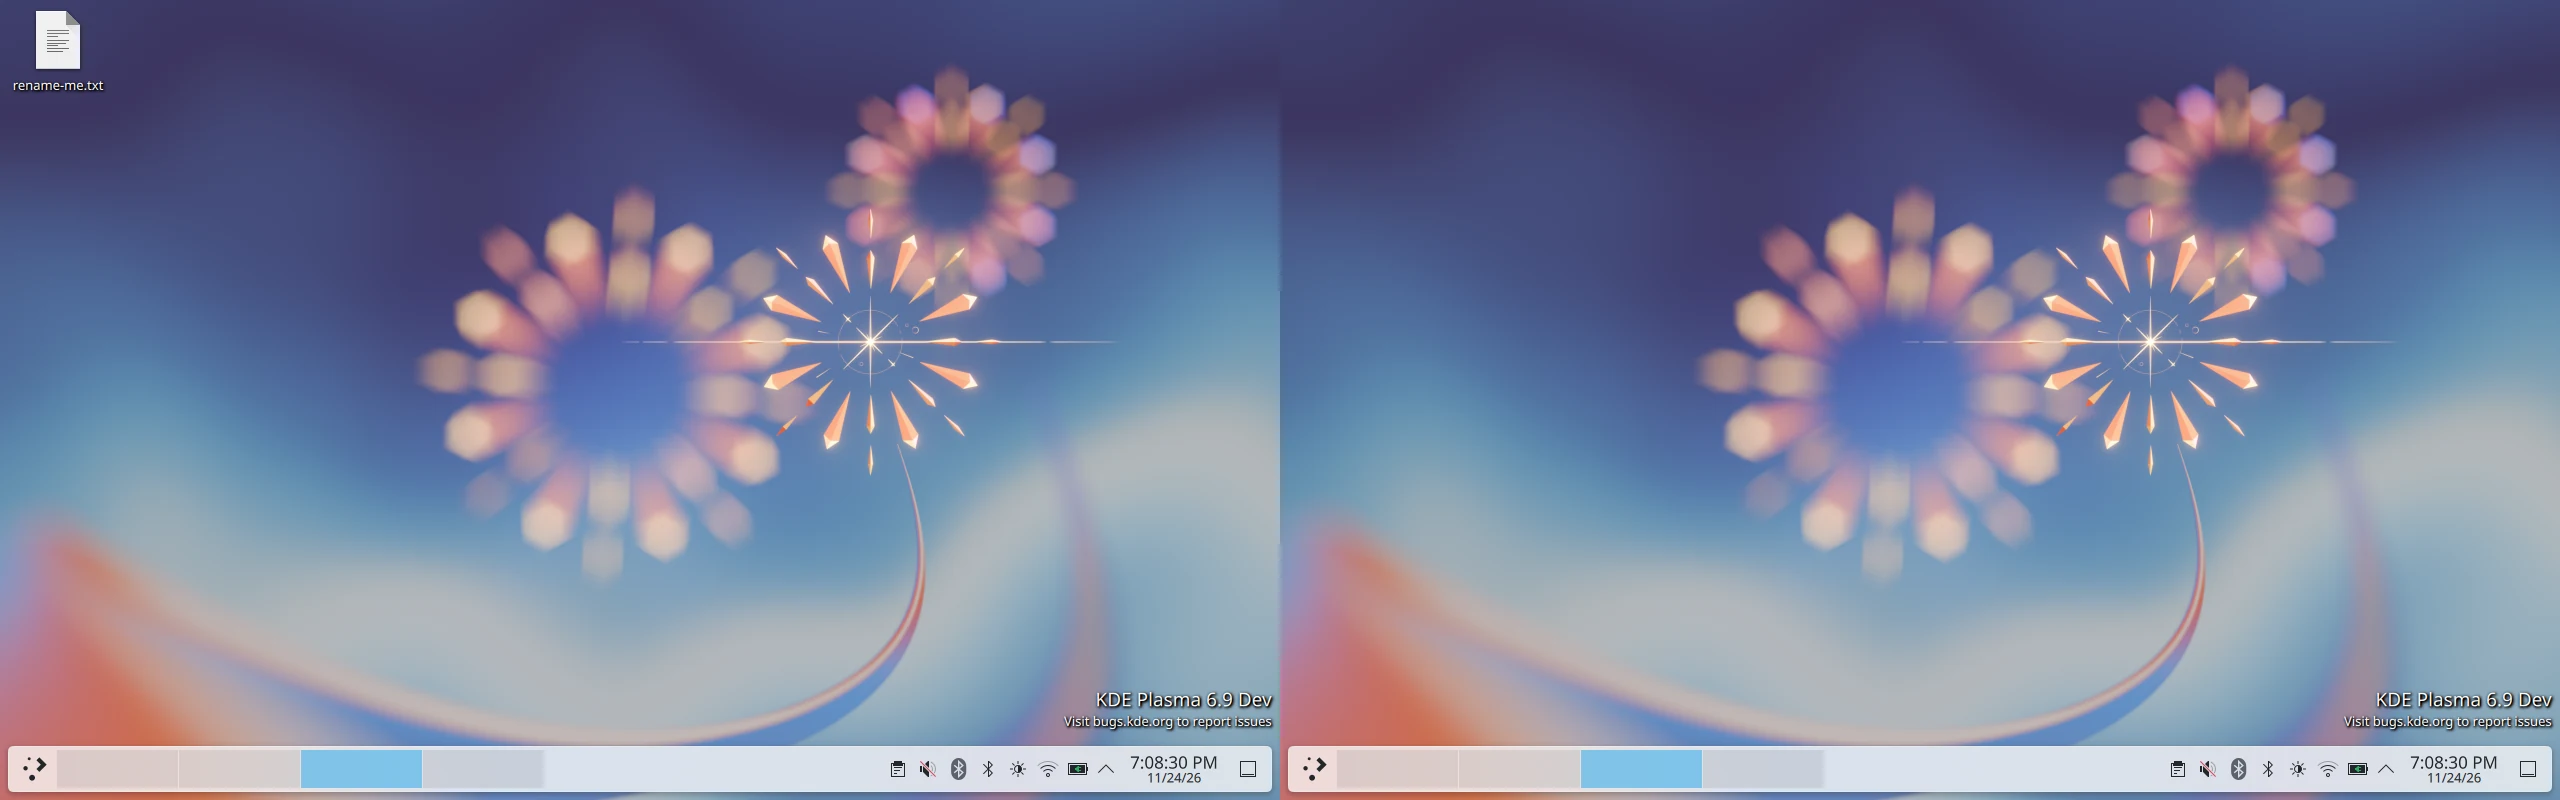 rename-me.txt
KDE Plasma 6.9 Dev
Visit bugs.kde.org to report issues
7:08:30 PM
11/24/26
KDE Plasma 6.9 Dev
Visit bugs.kde.org to report issues
7:08:30 PM
11/24/26